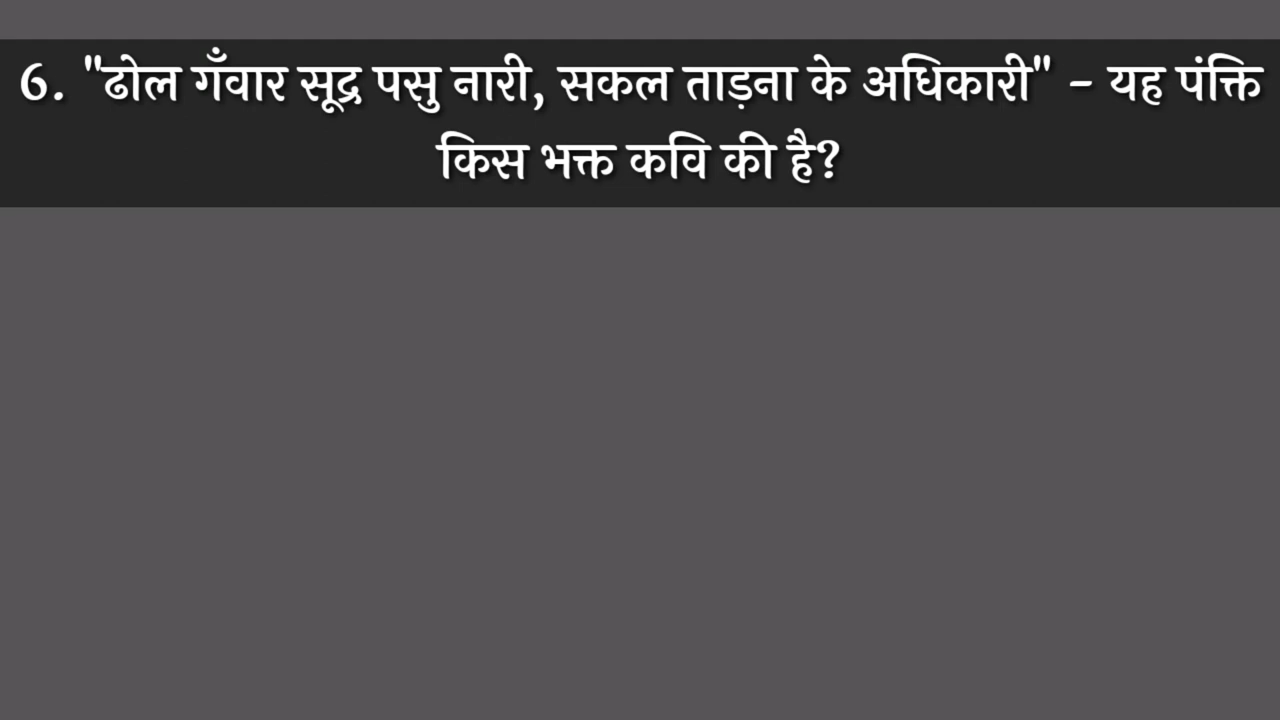 6. "ढोल गँवार सूद्र पसु नारी, सकल ताड़ना के अधिकारी" - यह पंक्ति
किस भक्त कवि की है?